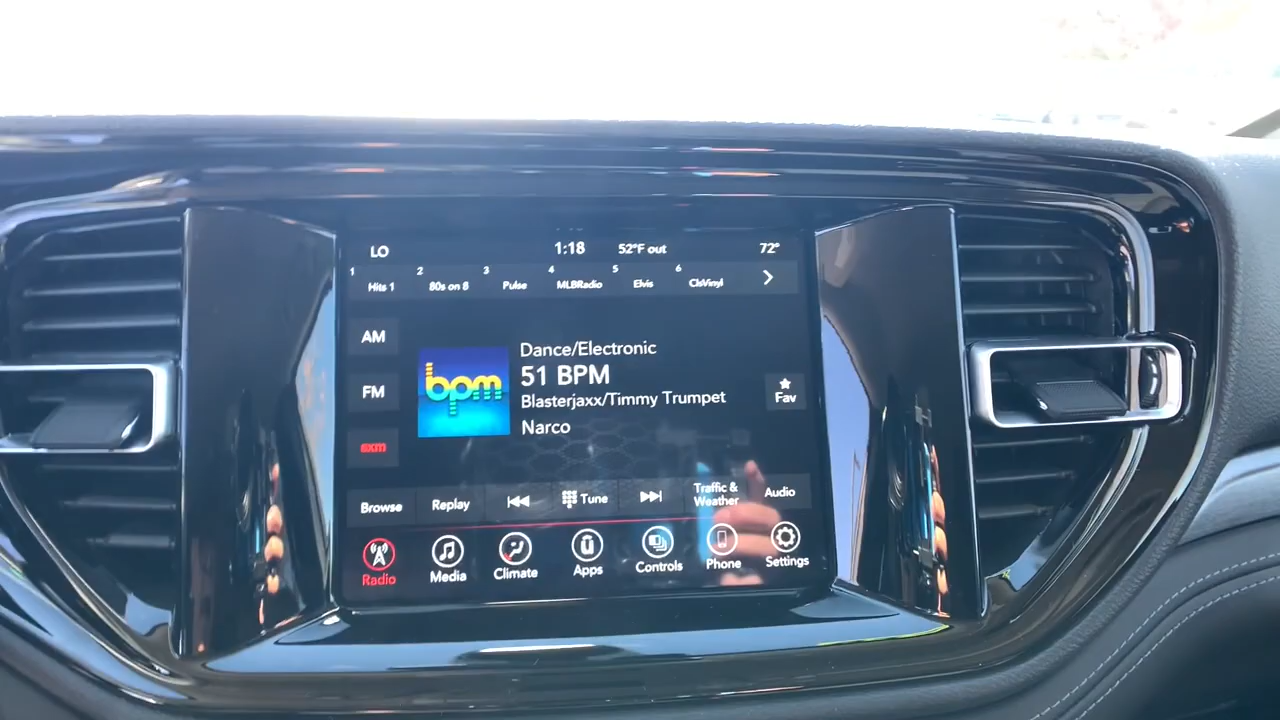 LO 1:18 52°F out 72°
1 Hits 1 2 80s on 8 3 Pulse 4 MLBRadio 5 Elvis 6 ClsVinyl
AM
FM
sxm
bpm
Dance/Electronic
51 BPM
Blasterjaxx/Timmy Trumpet
Narco
Fav
Browse Replay Tune Traffic & Weather Audio
Radio Media Climate Apps Controls Phone Settings